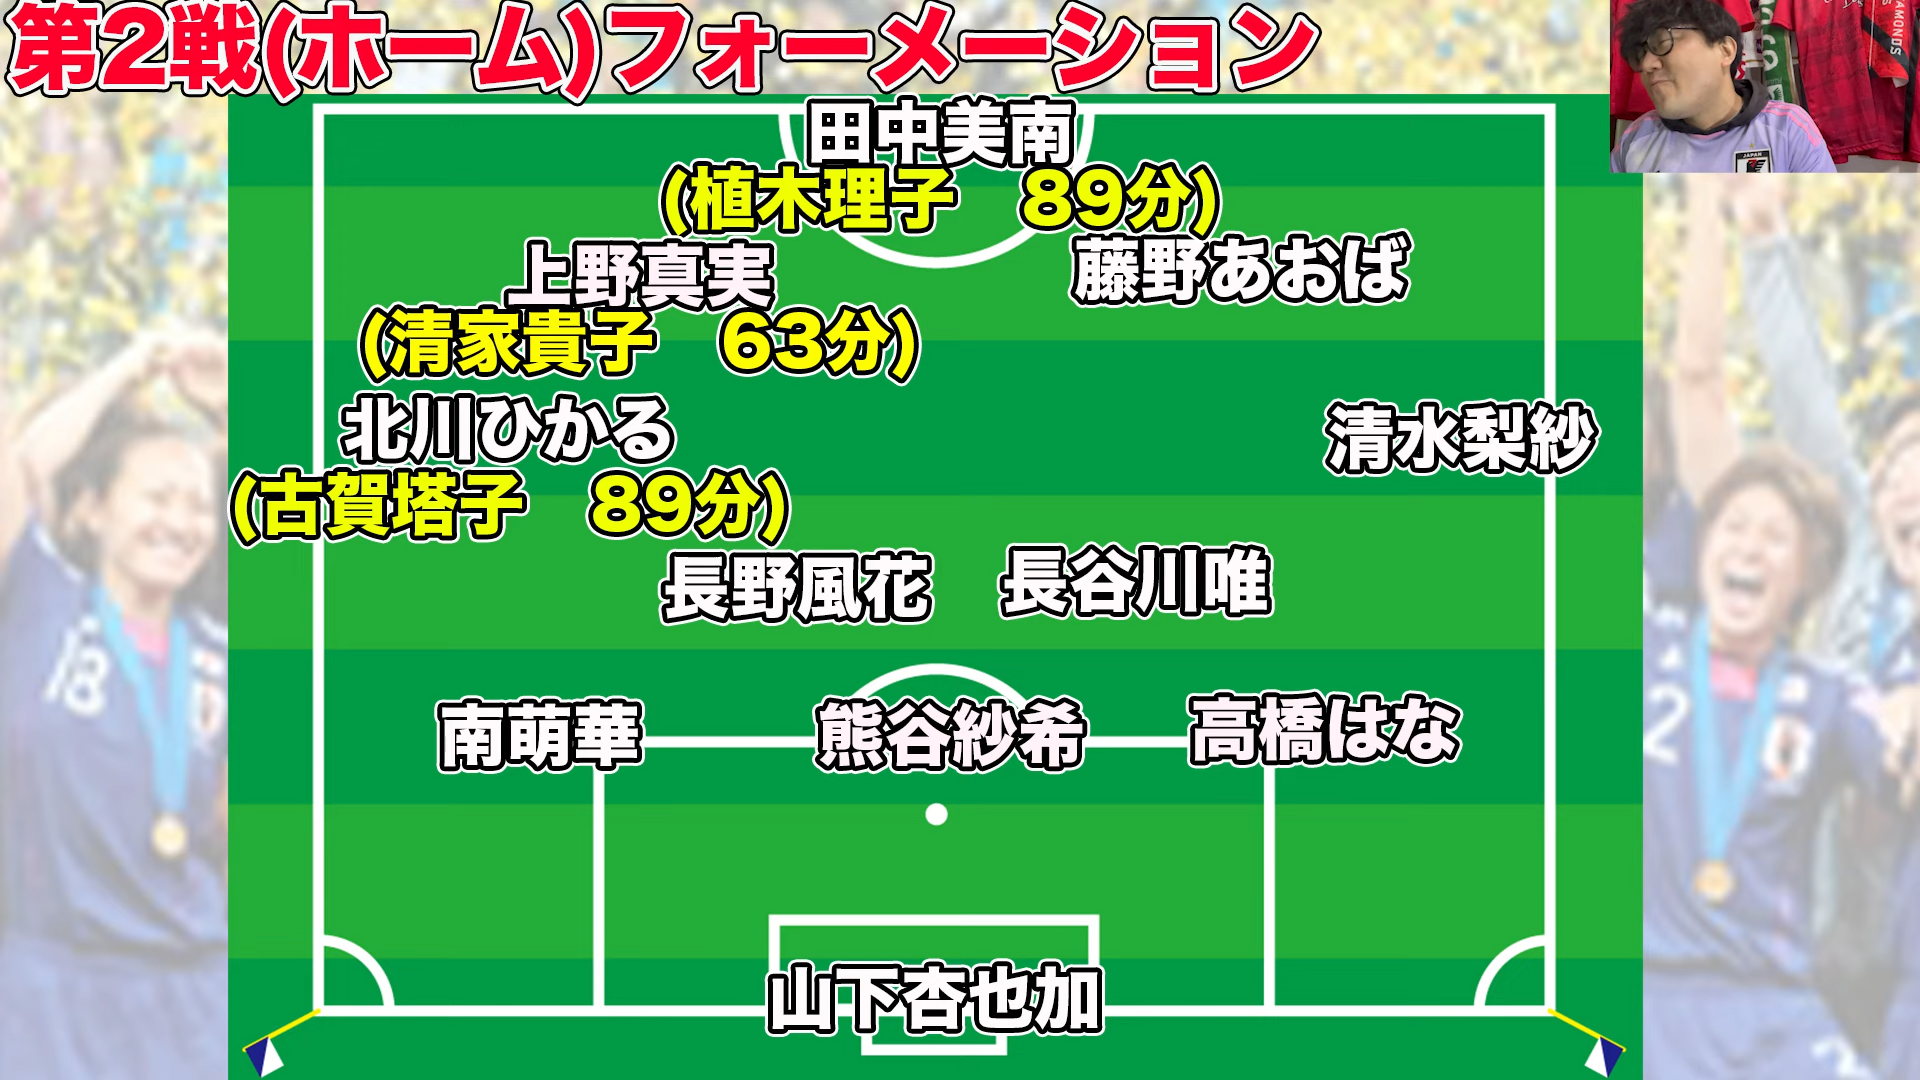 第2戦(ホーム)フォーメーション
田中美南
(植木理子　89分)
上野真実
藤野あおば
(清家貴子　63分)
北川ひかる
清水梨紗
(古賀塔子　89分)
長野風花
長谷川唯
南萌華
熊谷紗希
高橋はな
山下杏也加
JAPAN
18
2